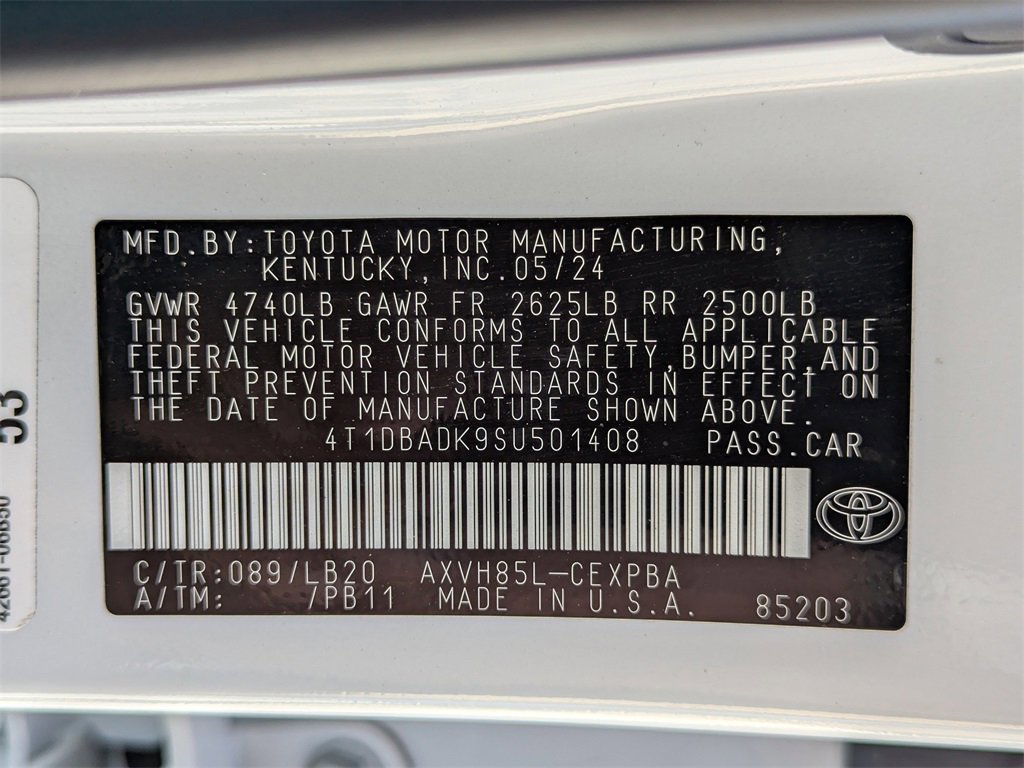 MFD.BY:TOYOTA MOTOR MANUFACTURING,
KENTUCKY,INC.05/24
GVWR 4740LB GAWR FR 2625LB RR 2500LB
THIS VEHICLE CONFORMS TO ALL APPLICABLE
FEDERAL MOTOR VEHICLE SAFETY,BUMPER,AND
THEFT PREVENTION STANDARDS IN EFFECT ON
THE DATE OF MANUFACTURE SHOWN ABOVE.
4T1DBADK9SU501408 PASS.CAR
C/TR:089/LB20 AXVH85L-CEXPBA
A/TM: /PB11 MADE IN U.S.A. 85203
53